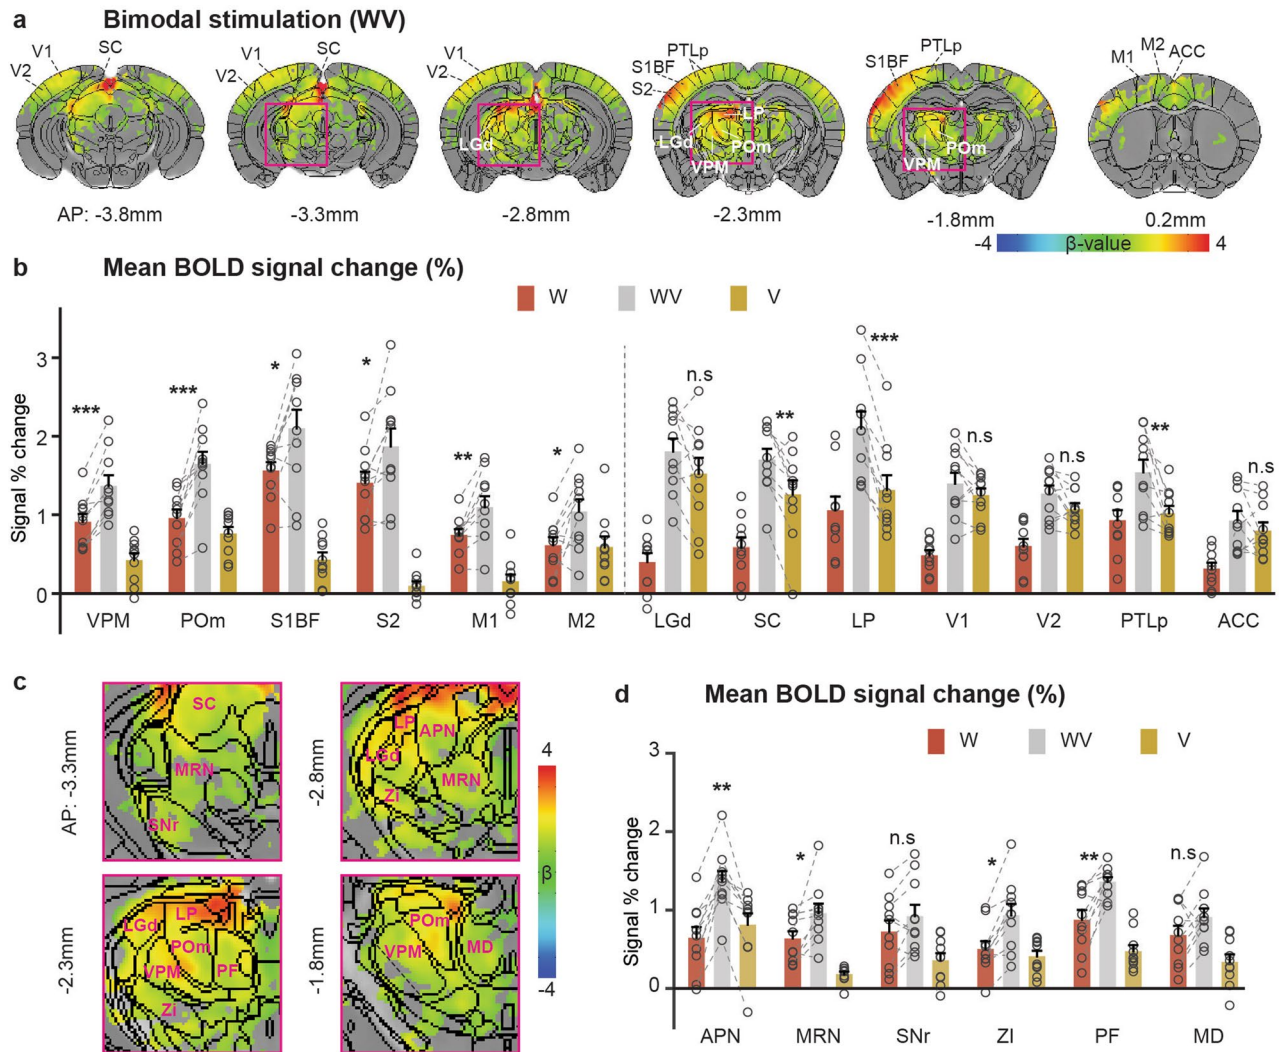 a Bimodal stimulation (WV)
V1 SC V2
V1 SC V2
V1 V2 LGd
PTLp S1BF S2 LP LGd POm VPM
PTLp S1BF POm VPM
M2 ACC M1
AP: -3.8mm -3.3mm -2.8mm -2.3mm -1.8mm 0.2mm
-4 β-value 4
b Mean BOLD signal change (%)
W WV V
Signal % change
3
2
1
0
*** *** * * ** * n.s ** *** n.s n.s ** n.s
VPM POm S1BF S2 M1 M2 LGd SC LP V1 V2 PTLp ACC
c
AP: -3.3mm
SC
MRN
SNr
-2.8mm
LP APN
LGd
MRN
Zi
4
β
-4
-2.3mm
LP
LGd
POm
VPM PF
Zi
-1.8mm
POm
VPM MD
d Mean BOLD signal change (%)
W WV V
Signal % change
3
2
1
0
** * n.s * ** n.s
APN MRN SNr ZI PF MD